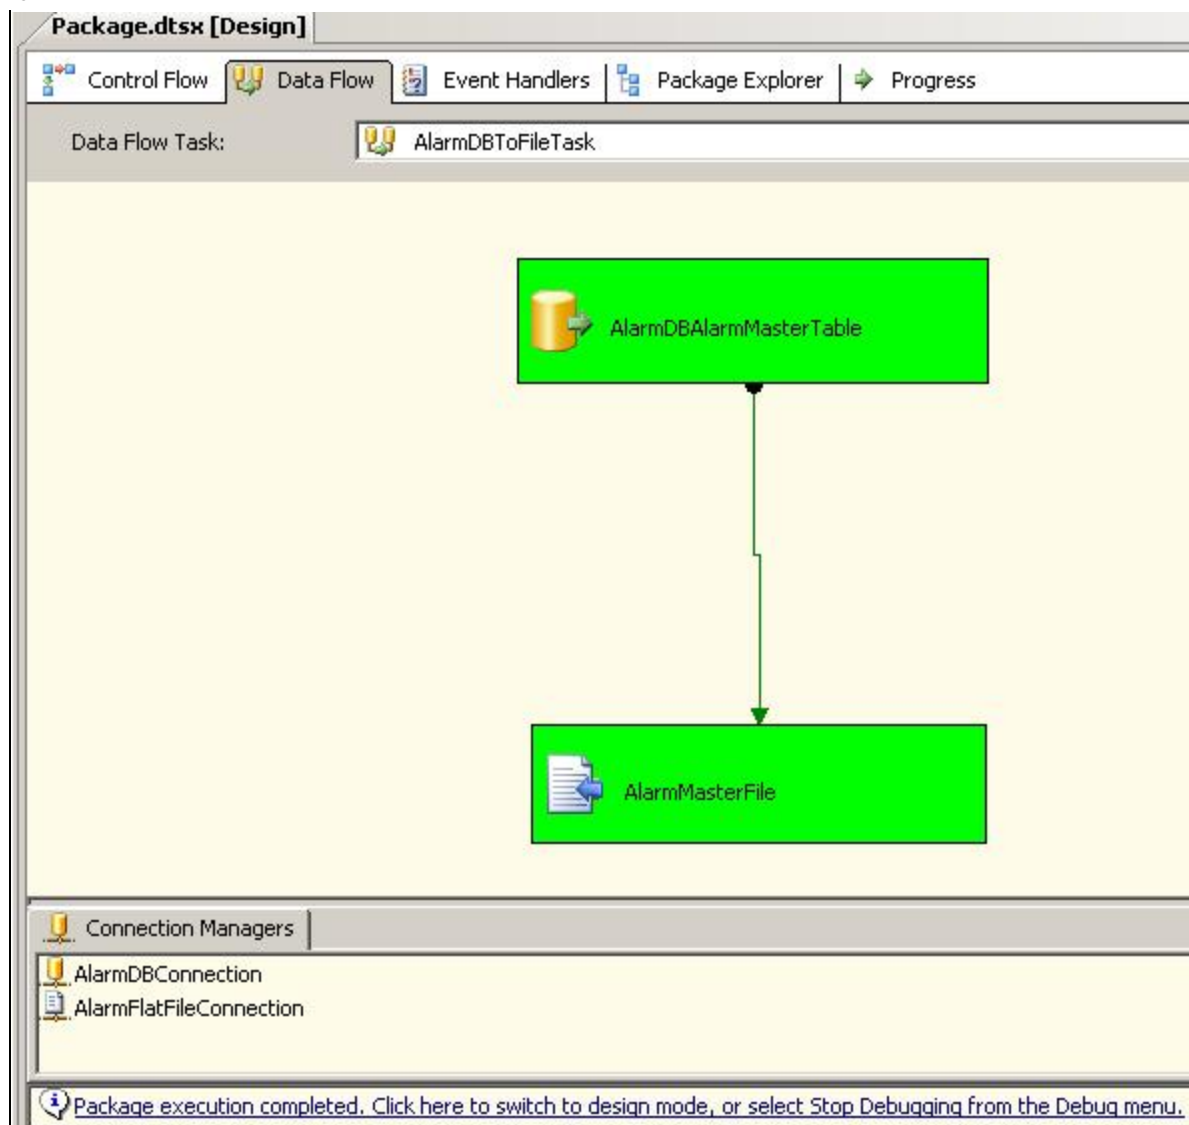 Package.dtsx [Design]
Control Flow Data Flow Event Handlers Package Explorer Progress
Data Flow Task: AlarmDBToFileTask
AlarmDBAlarmMasterTable
AlarmMasterFile
Connection Managers
AlarmDBConnection
AlarmFlatFileConnection
Package execution completed. Click here to switch to design mode, or select Stop Debugging from the Debug menu.